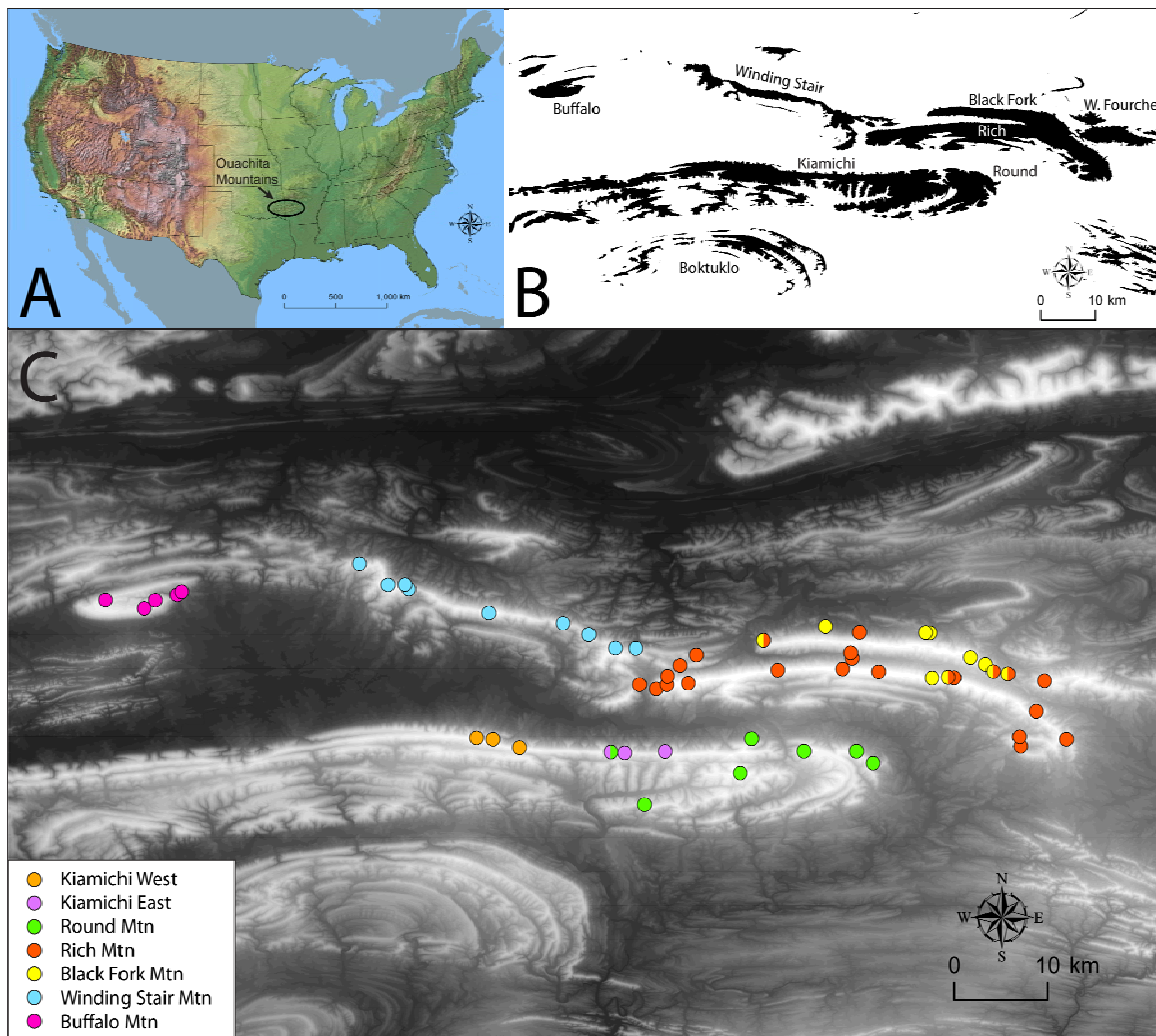 Ouachita
Mountains
N
W
E
S
0
500
1,000 km
A
Winding Stair
Buffalo
Black Fork
W. Fourche
Rich
Kiamichi
Round
Boktuklo
N
W
E
S
0
10 km
B
C
Kiamichi West
Kiamichi East
Round Mtn
Rich Mtn
Black Fork Mtn
Winding Stair Mtn
Buffalo Mtn
N
W
E
S
0
10 km